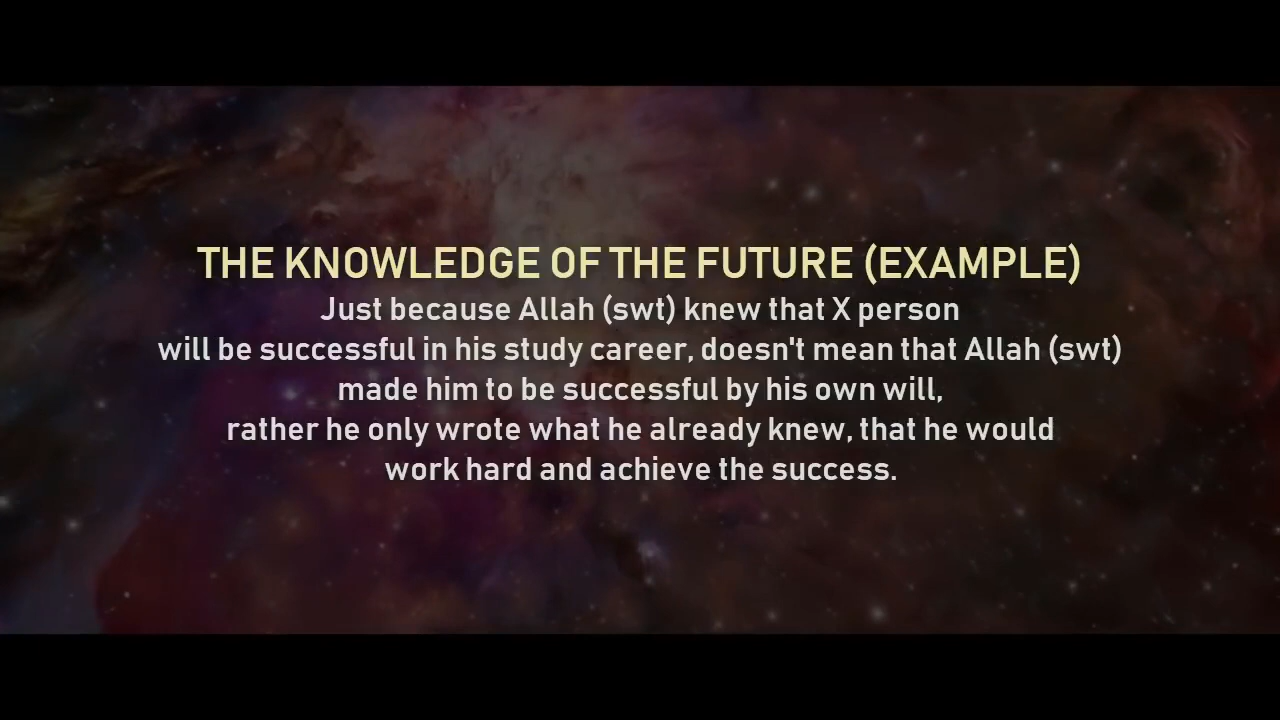 THE KNOWLEDGE OF THE FUTURE (EXAMPLE)
Just because Allah (swt) knew that X person
will be successful in his study career, doesn't mean that Allah (swt)
made him to be successful by his own will,
rather he only wrote what he already knew, that he would
work hard and achieve the success.